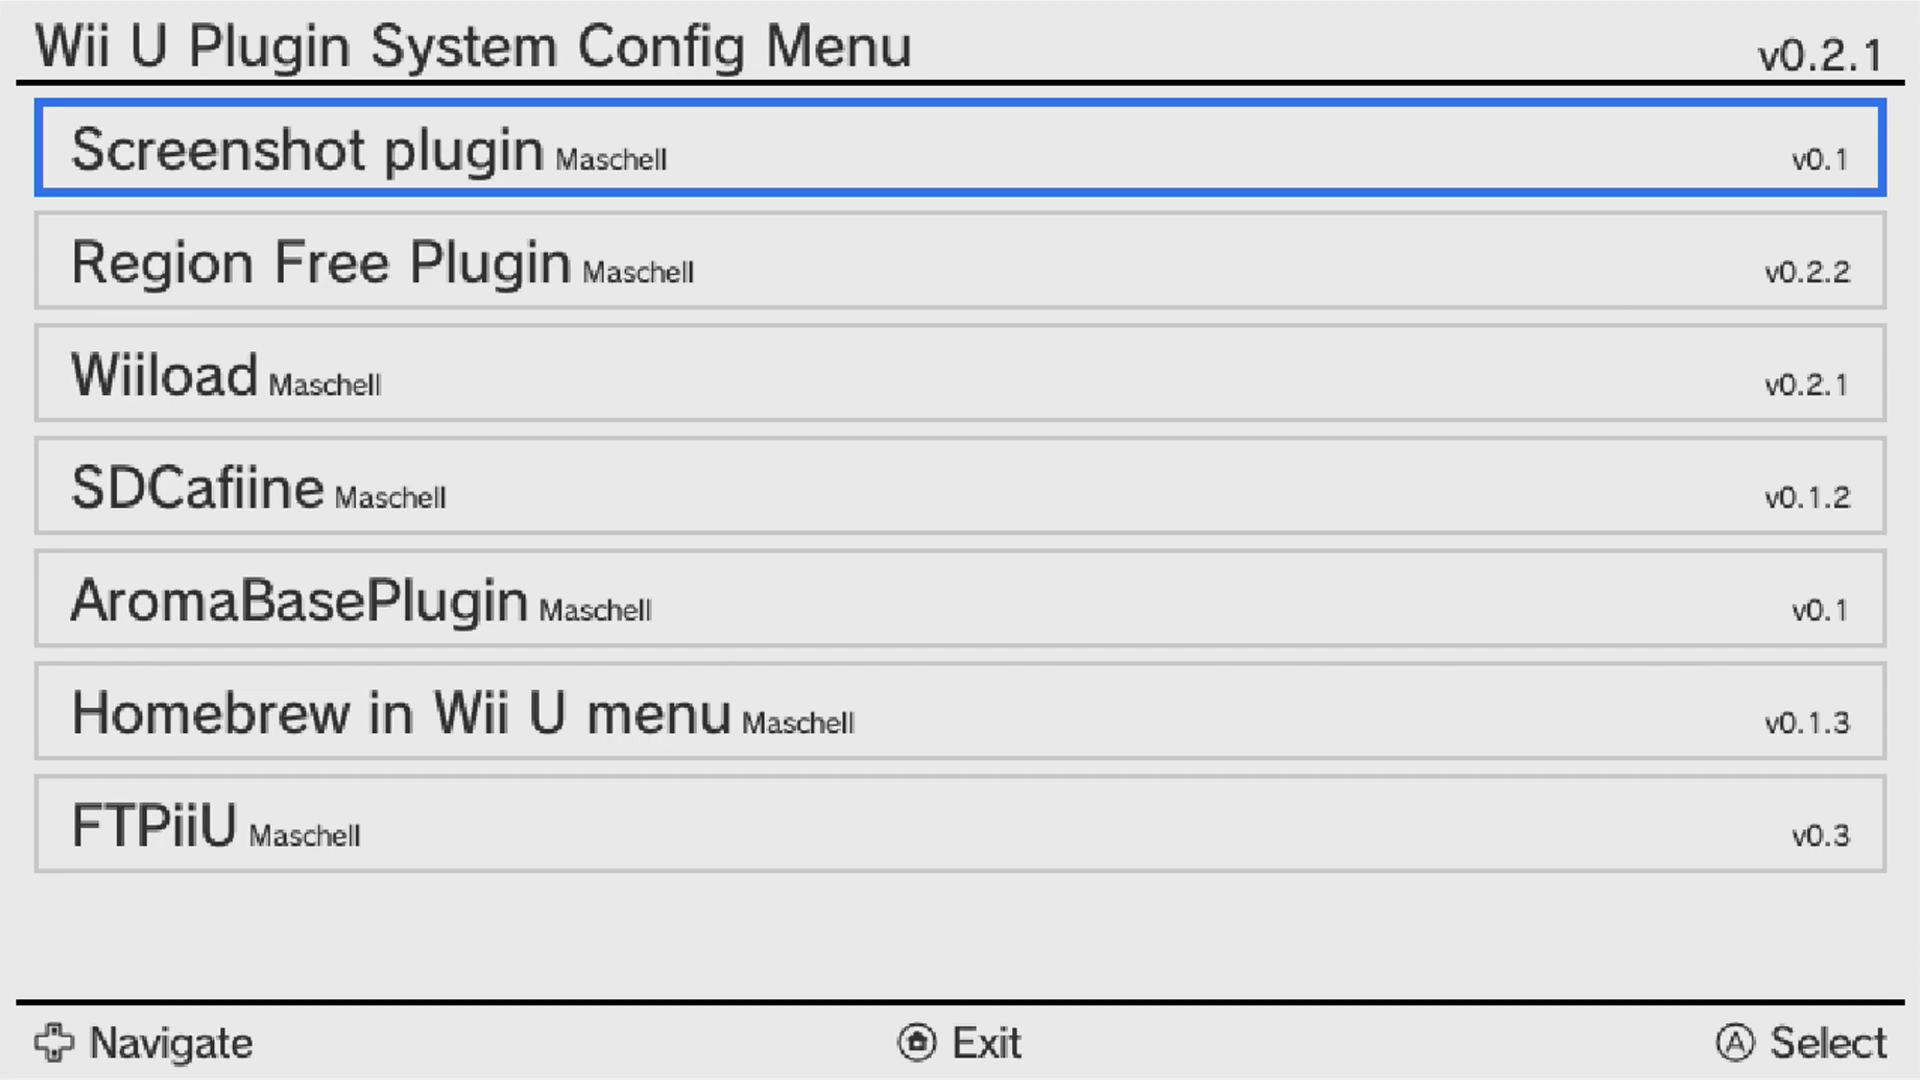 Wii U Plugin System Config Menu v0.2.1
Screenshot plugin Maschell v0.1
Region Free Plugin Maschell v0.2.2
Wiiload Maschell v0.2.1
SDCafiine Maschell v0.1.2
AromaBasePlugin Maschell v0.1
Homebrew in Wii U menu Maschell v0.1.3
FTPiiU Maschell v0.3
Navigate Exit A Select